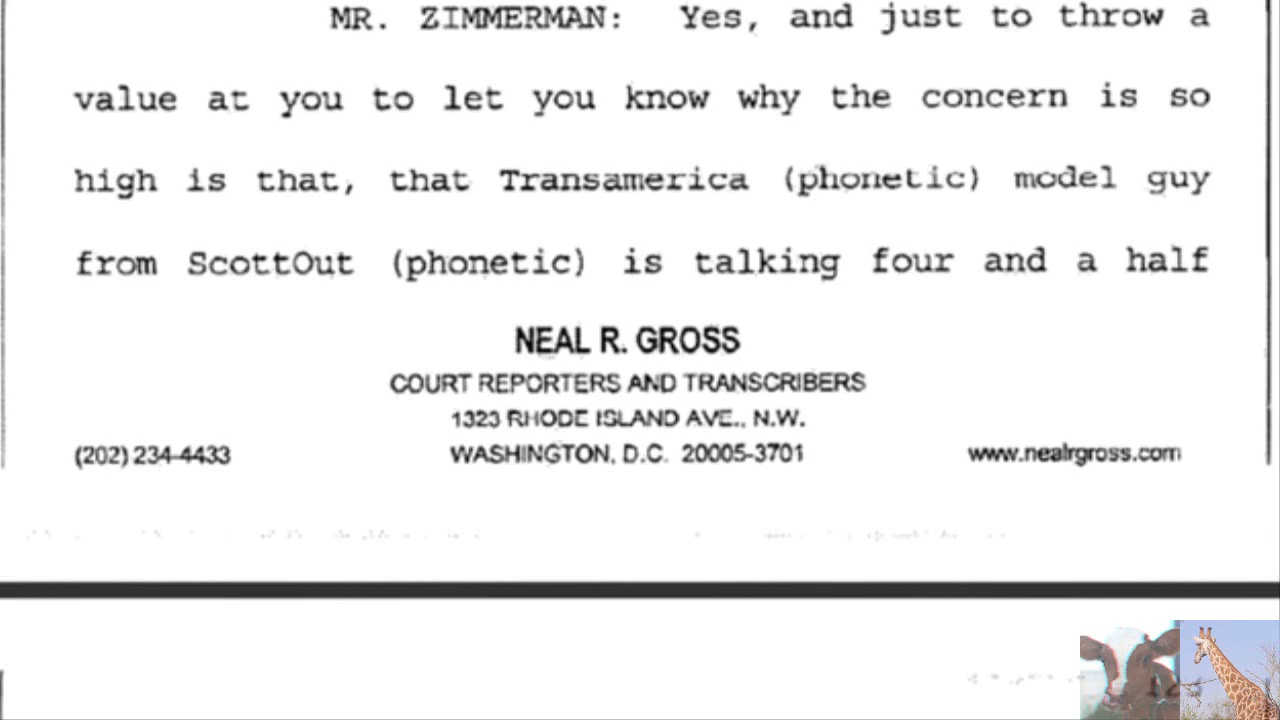 MR. ZIMMERMAN: Yes, and just to throw a
value at you to let you know why the concern is so
high is that, that Transamerica (phonetic) model guy
from ScottOut (phonetic) is talking four and a half
NEAL R. GROSS
COURT REPORTERS AND TRANSCRIBERS
1323 RHODE ISLAND AVE., N.W.
(202) 234-4433 WASHINGTON, D.C. 20005-3701 www.nealrgross.com